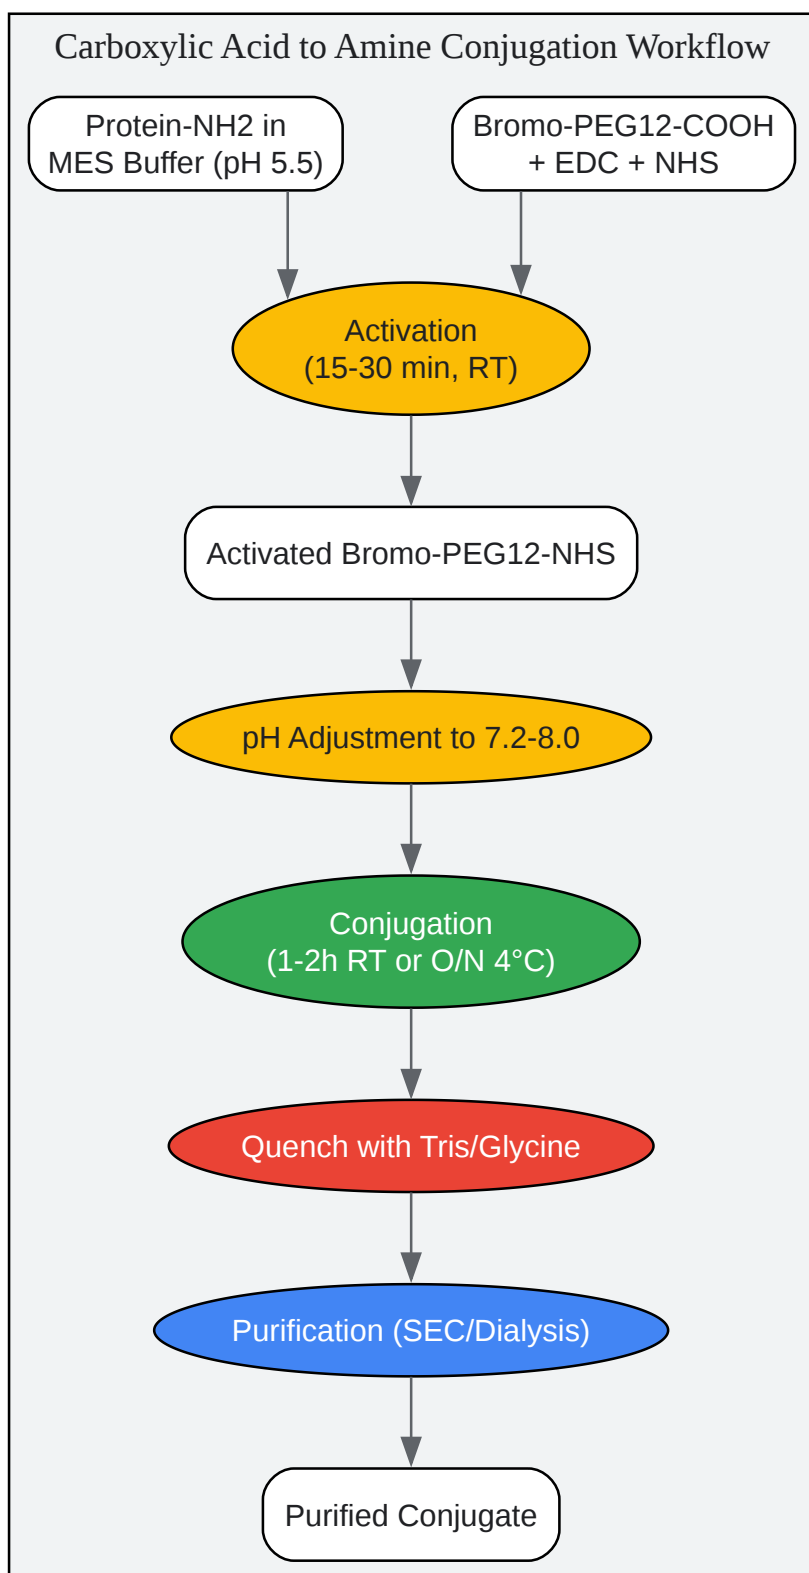 Carboxylic Acid to Amine Conjugation Workflow
Protein-NH2 in
MES Buffer (pH 5.5)
Bromo-PEG12-COOH
+ EDC + NHS
Activation
(15-30 min, RT)
Activated Bromo-PEG12-NHS
pH Adjustment to 7.2-8.0
Conjugation
(1-2h RT or O/N 4°C)
Quench with Tris/Glycine
Purification (SEC/Dialysis)
Purified Conjugate